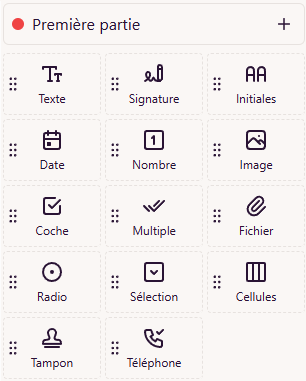 Première partie
Texte
Signature
Initiales
Date
Nombre
Image
Coche
Multiple
Fichier
Radio
Sélection
Cellules
Tampon
Téléphone